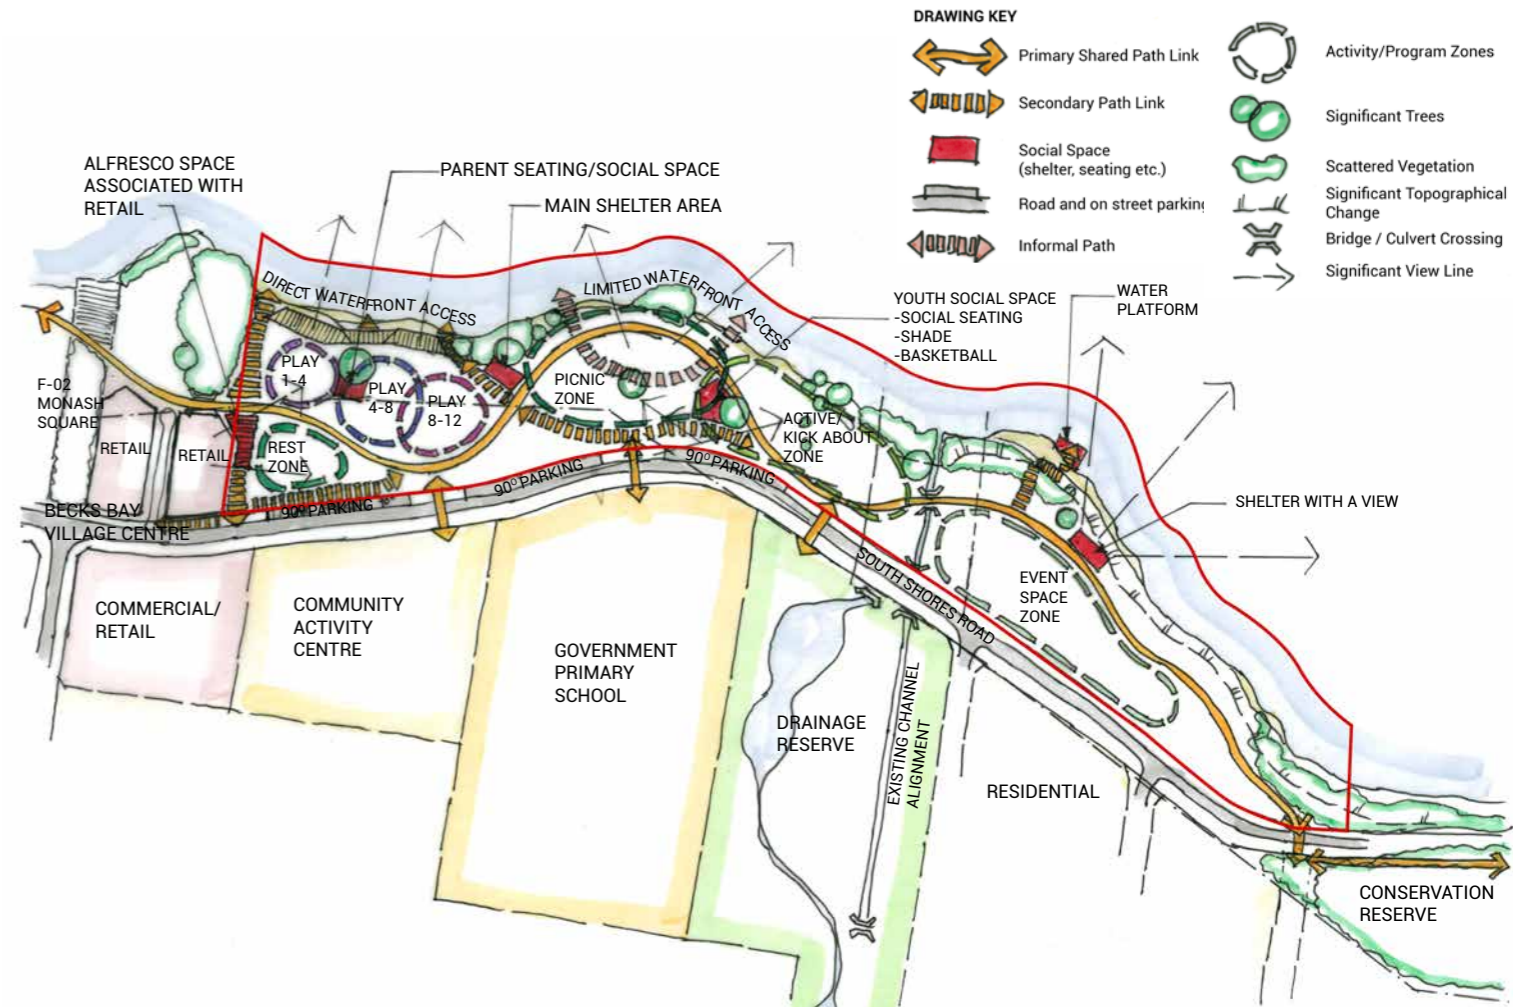 DRAWING KEY
Primary Shared Path Link
Secondary Path Link
Social Space
(shelter, seating etc.)
Road and on street parking
Informal Path
Activity/Program Zones
Significant Trees
Scattered Vegetation
Significant Topographical
Change
Bridge / Culvert Crossing
Significant View Line
ALFRESCO SPACE
ASSOCIATED WITH
RETAIL
PARENT SEATING/SOCIAL SPACE
MAIN SHELTER AREA
DIRECT WATERFRONT ACCESS
LIMITED WATERFRONT ACCESS
YOUTH SOCIAL SPACE
-SOCIAL SEATING
-SHADE
-BASKETBALL
WATER
PLATFORM
F-02
MONASH
SQUARE
PLAY
1-4
PLAY
4-8
PLAY
8-12
PICNIC
ZONE
ACTIVE/
KICK ABOUT
ZONE
RETAIL
RETAIL
REST
ZONE
90º PARKING
90º PARKING
90º PARKING
BECKS BAY
VILLAGE CENTRE
SHELTER WITH A VIEW
SOUTH SHORES ROAD
EVENT
SPACE
ZONE
COMMERCIAL/
RETAIL
COMMUNITY
ACTIVITY
CENTRE
GOVERNMENT
PRIMARY
SCHOOL
DRAINAGE
RESERVE
EXISTING CHANNEL
ALIGNMENT
RESIDENTIAL
CONSERVATION
RESERVE